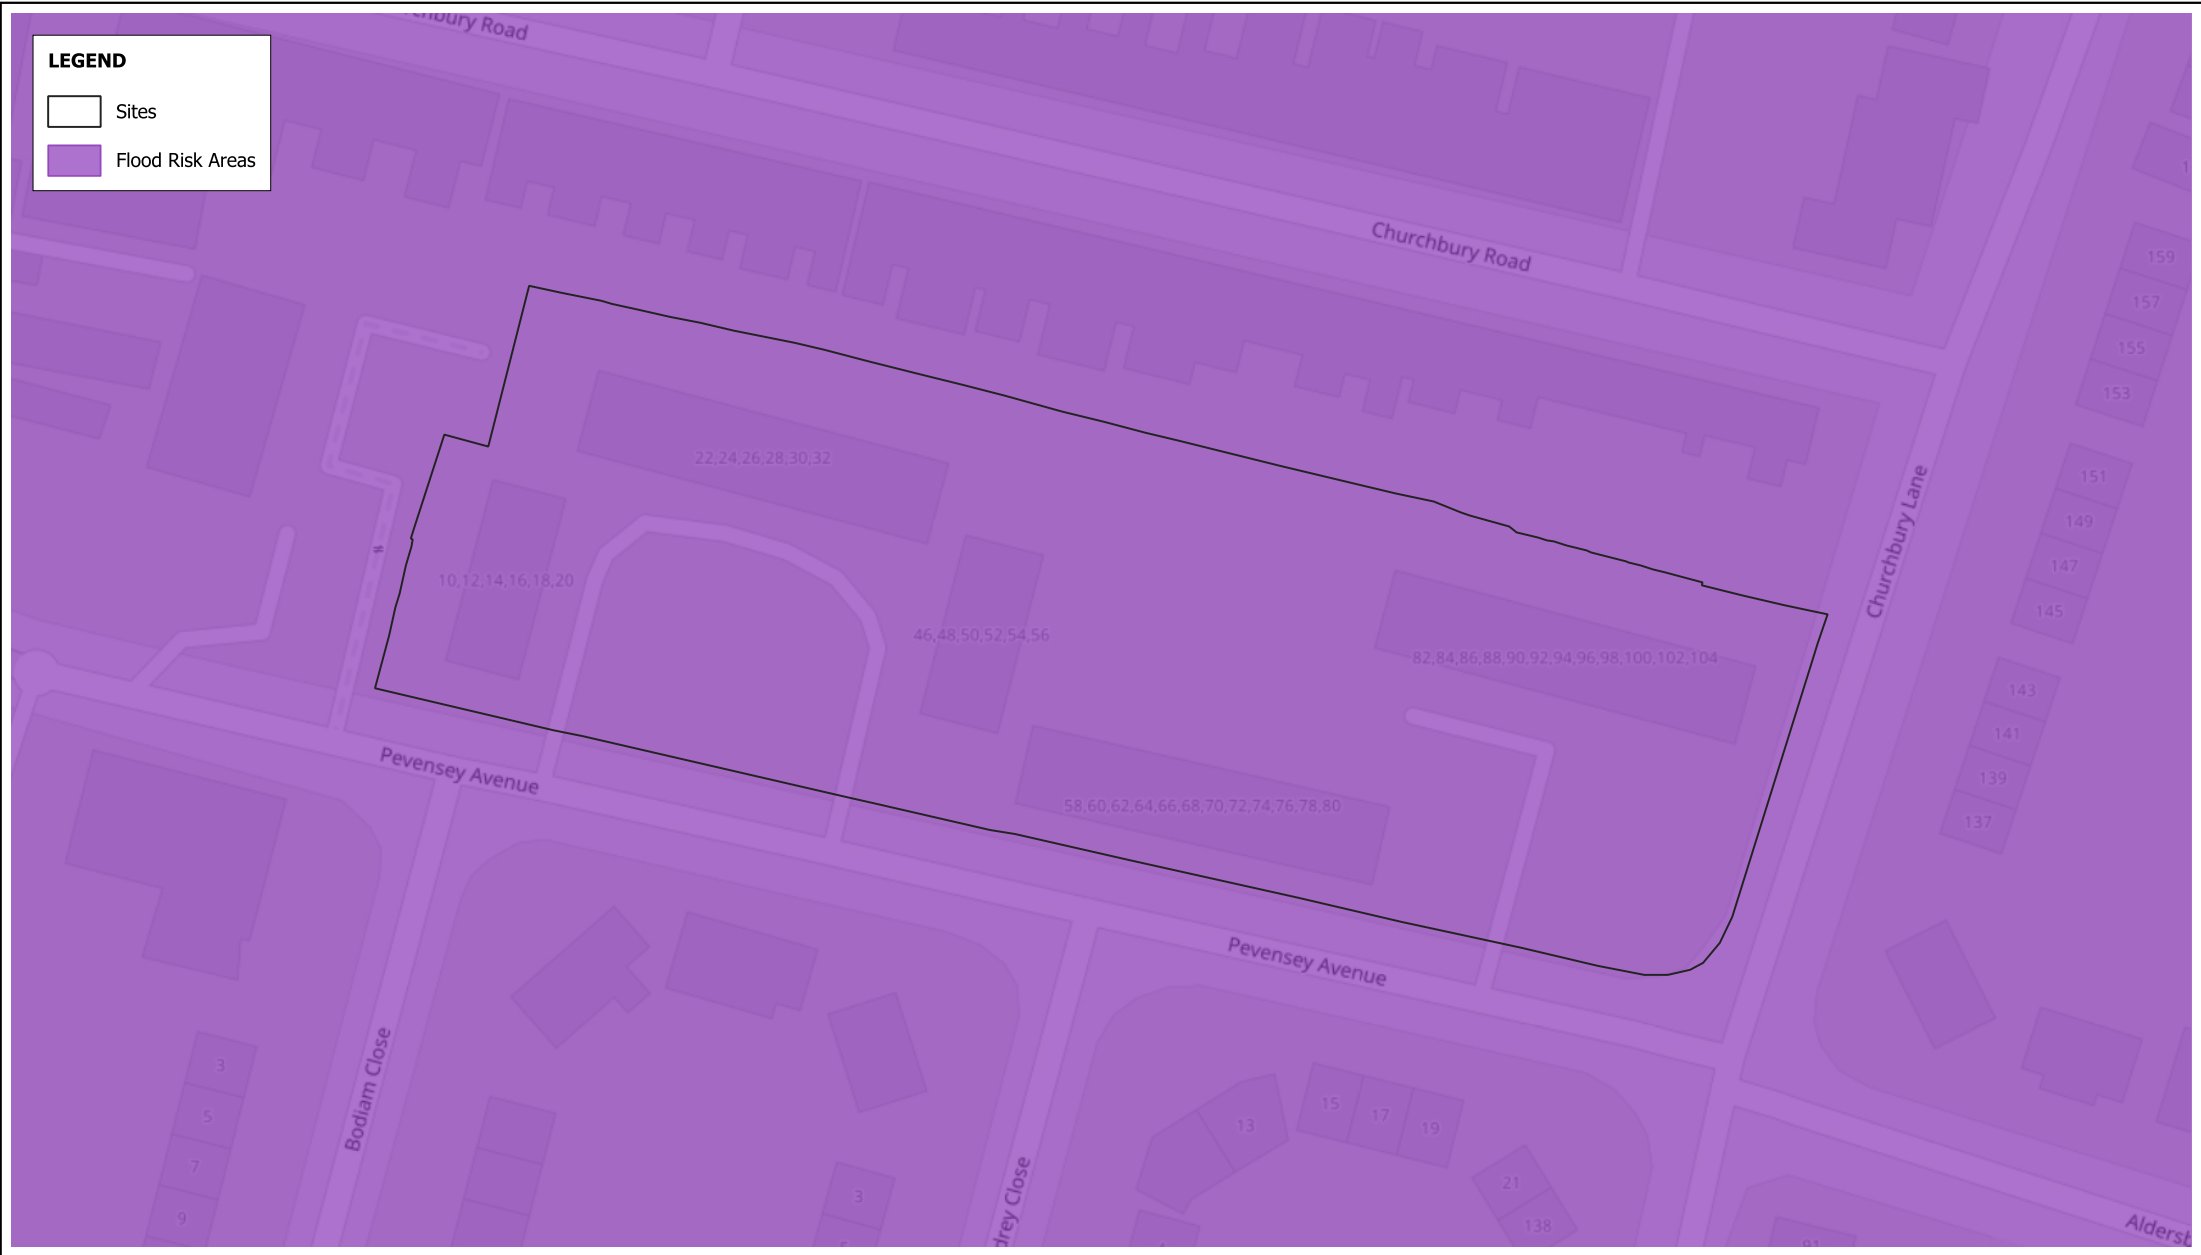 LEGEND
Sites
Flood Risk Areas
Road
Churchbury Road
159
157
155
153
151
149
147
145
143
141
139
137
Churchbury Lane
22,24,26,28,30,32
10,12,14,16,18,20
46,48,50,52,54,56
82,84,86,88,90,92,94,96,98,100,102,104
58,60,62,64,66,68,70,72,74,76,78,80
Pevensey Avenue
Pevensey Avenue
Bodiam Close
3
5
7
9
3
Close
13
15
17
19
21
138